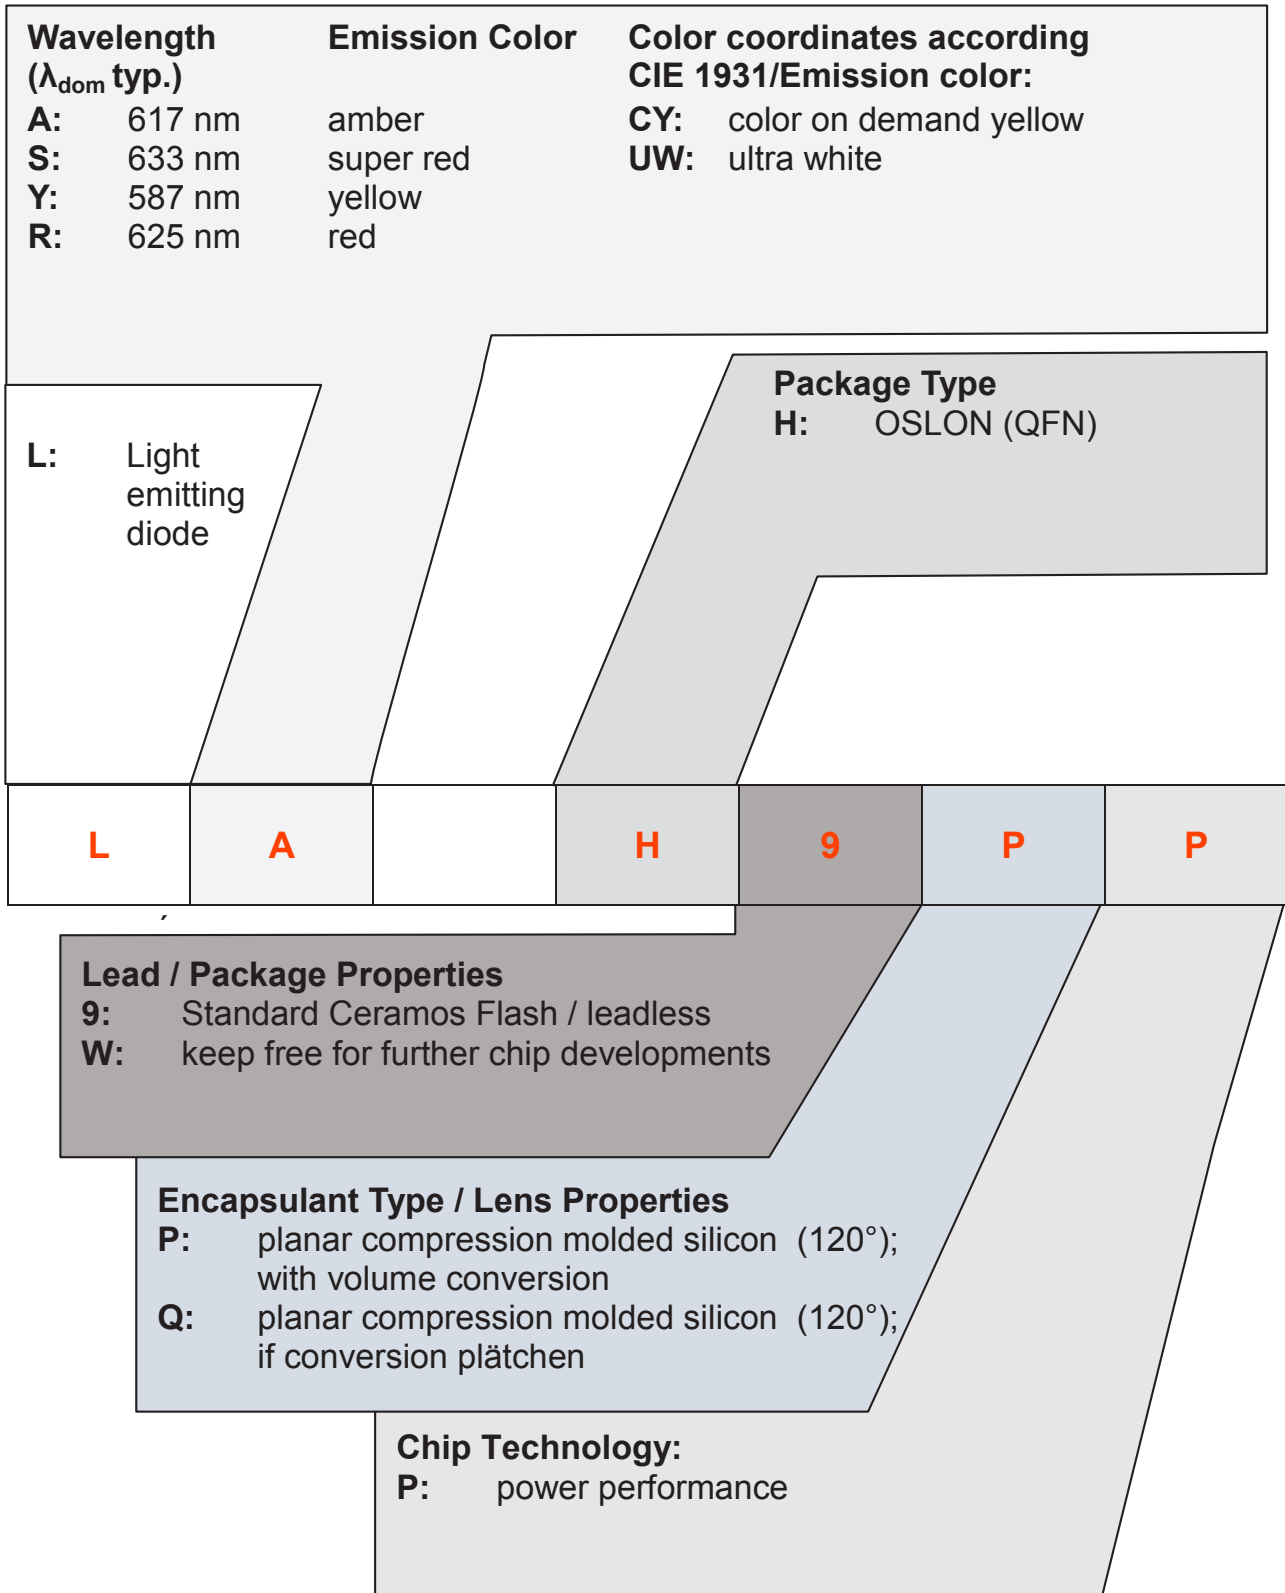 Wavelength Emission Color Color coordinates according
(λdom typ.) CIE 1931/Emission color:
A: 617 nm amber CY: color on demand yellow
S: 633 nm super red UW: ultra white
Y: 587 nm yellow
R: 625 nm red
Package Type
H: OSLON (QFN)
L: Light
emitting
diode
L A H 9 P P
Lead / Package Properties
9: Standard Ceramos Flash / leadless
W: keep free for further chip developments
Encapsulant Type / Lens Properties
P: planar compression molded silicon (120°);
with volume conversion
Q: planar compression molded silicon (120°);
if conversion plätchen
Chip Technology:
P: power performance